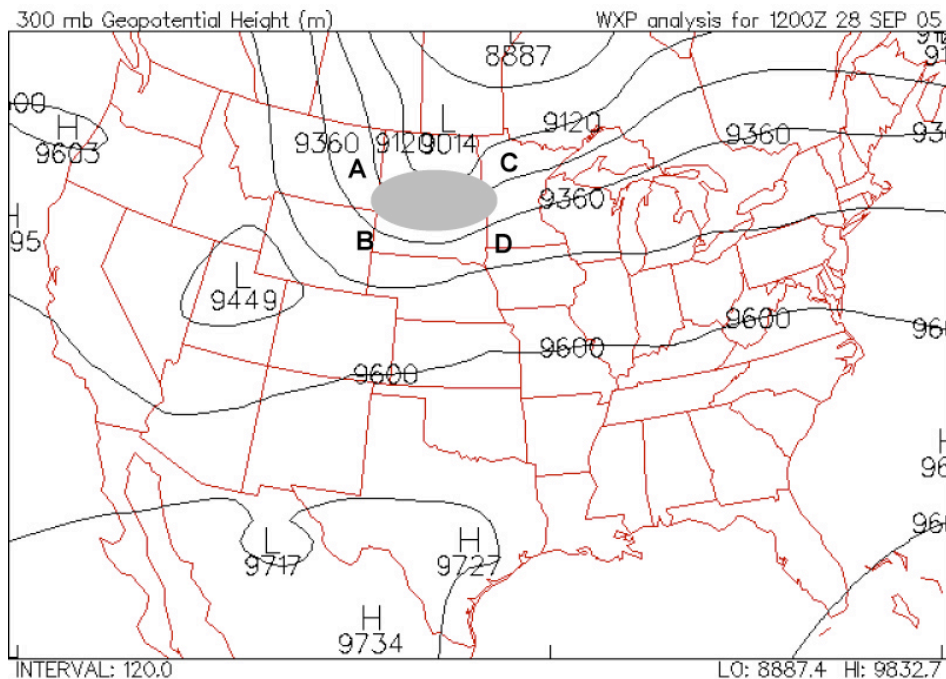 300 mb Geopotential Height (m) WXP analysis for 1200Z 28 SEP 05
L
8887
H
9603
L
9360 9120 9014
9120
9360
A
C
9360
B
D
H
95
L
9449
9600
9600
9600
H
L
9717
H
9727
H
9734
INTERVAL: 120.0 LO: 8887.4 HI: 9832.7